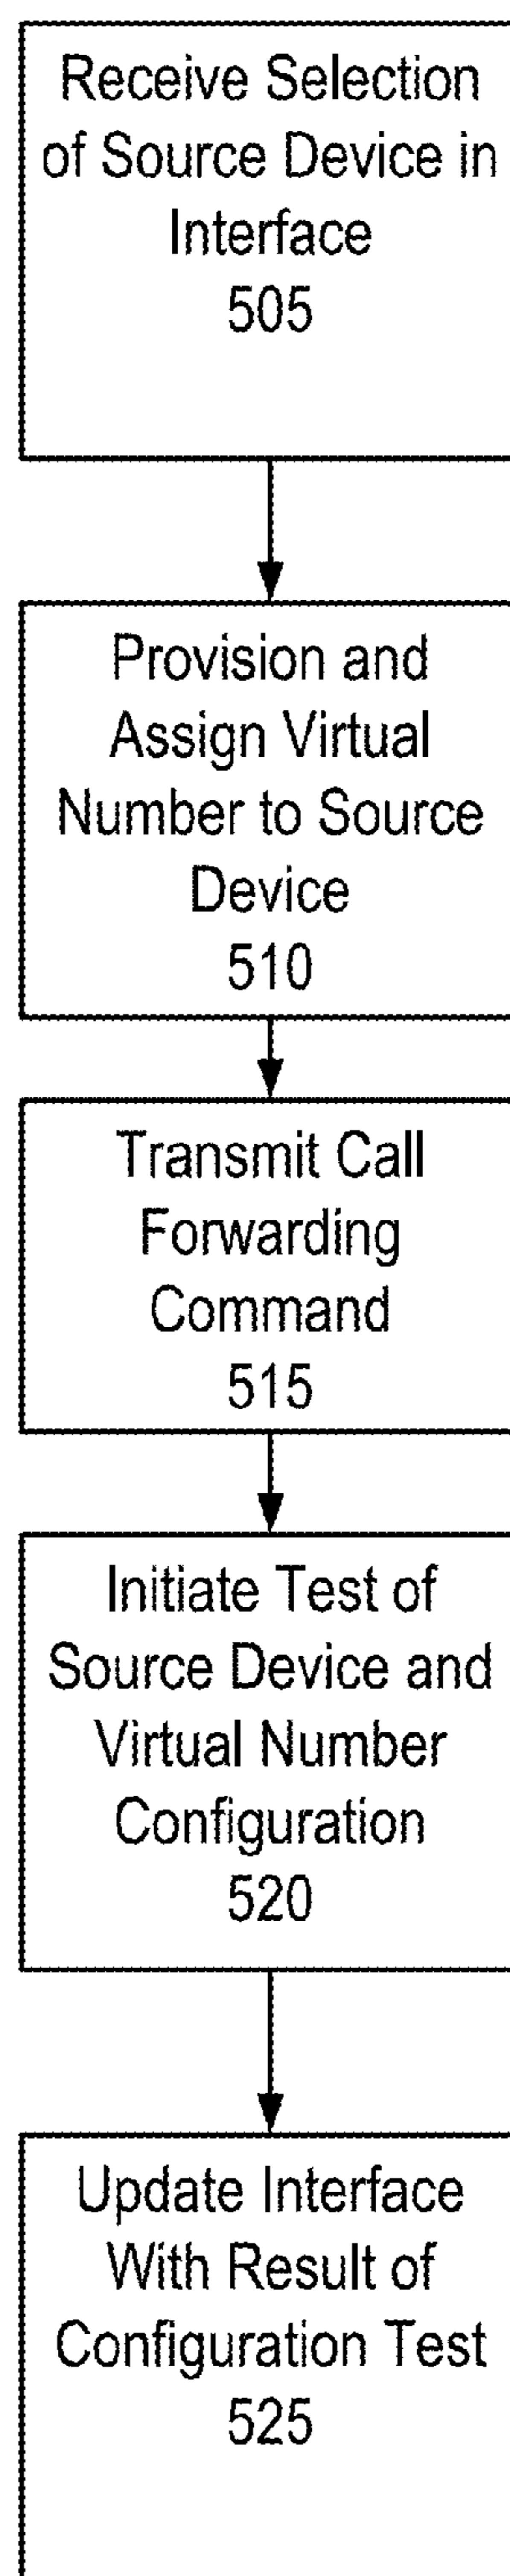 Receive Selection
of Source Device in
Interface
505
Provision and
Assign Virtual
Number to Source
Device
510
Transmit Call
Forwarding
Command
515
Initiate Test of
Source Device and
Virtual Number
Configuration
520
Update Interface
With Result of
Configuration Test
525